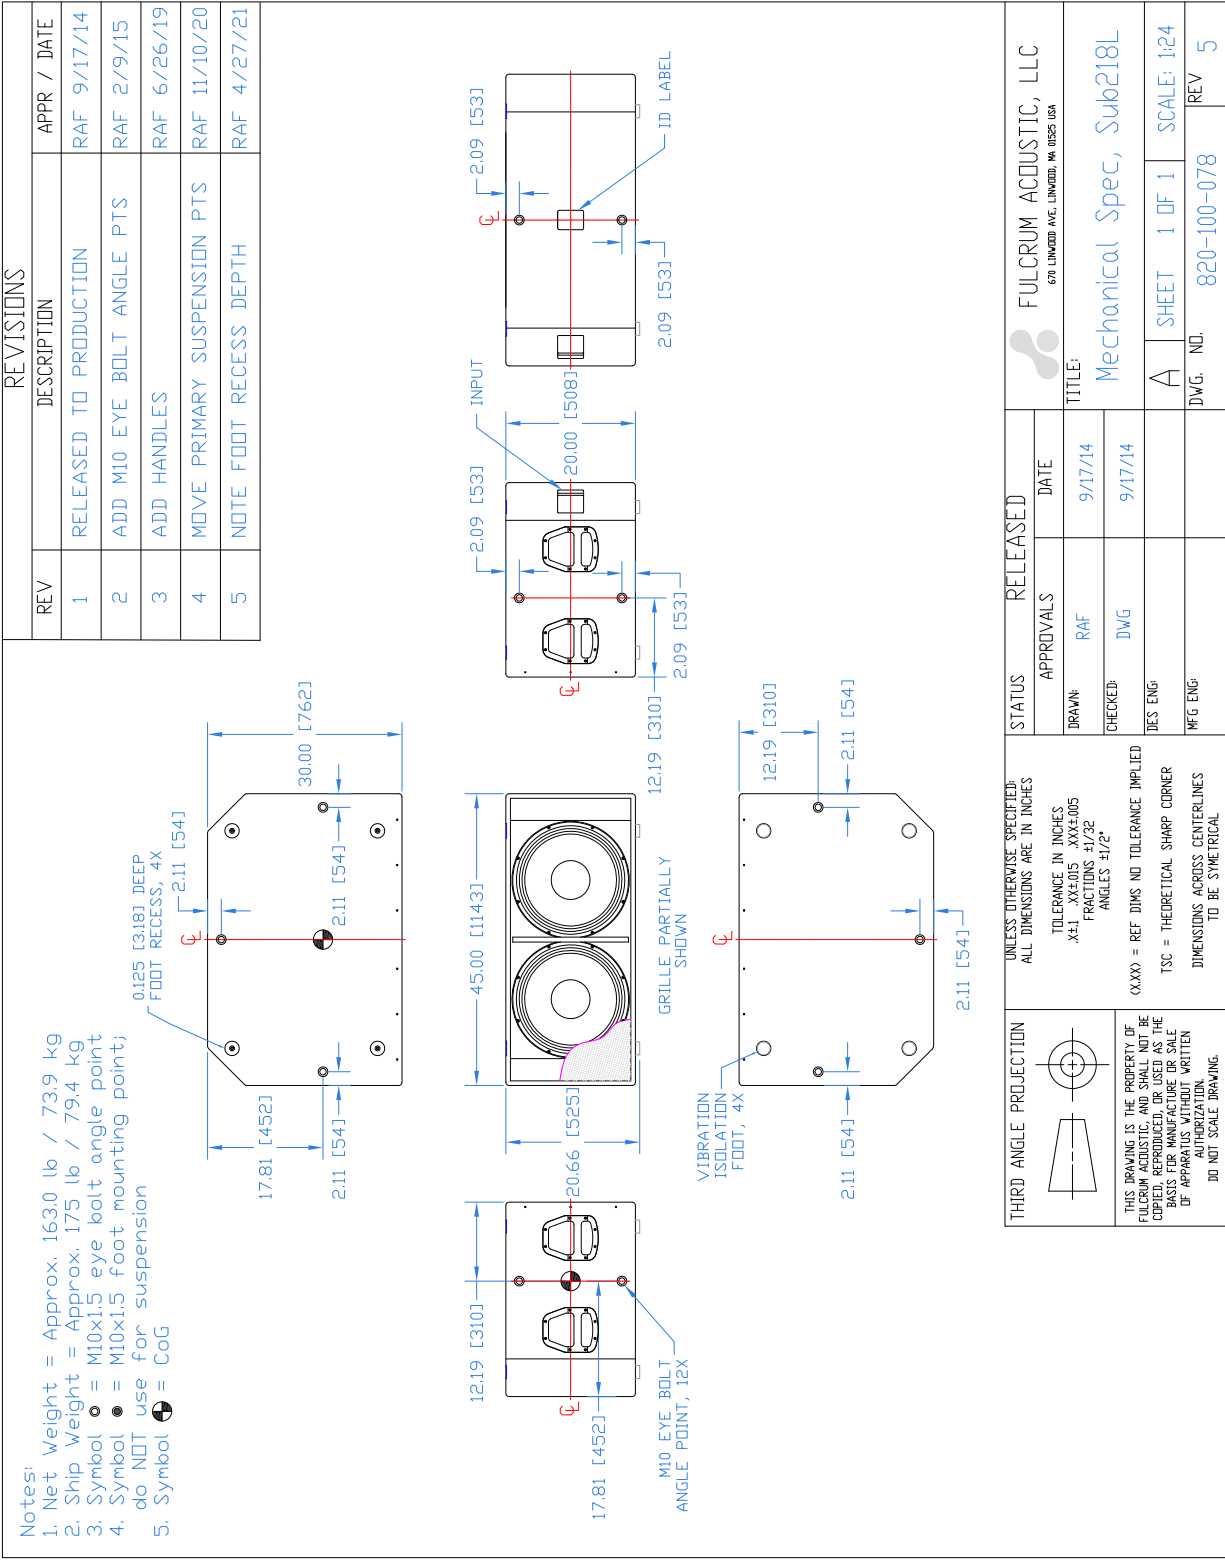 Notes:
1. Net Weight = Approx. 163.0 lb / 73.9 kg
2. Ship Weight = Approx. 175 lb / 79.4 kg
3. Symbol = M10x1.5 eye bolt angle point
4. Symbol = M10x1.5 foot mounting point;
do NOT use for suspension
5. Symbol = CoG
REVISIONS
REV DESCRIPTION APPR / DATE
1 RELEASED TO PRODUCTION RAF 9/17/14
2 ADD M10 EYE BOLT ANGLE PTS RAF 2/9/15
3 ADD HANDLES RAF 6/26/19
4 MOVE PRIMARY SUSPENSION PTS RAF 11/10/20
5 NOTE FOOT RECESS DEPTH RAF 4/27/21
0.125 [3.18] DEEP
FOOT RECESS, 4X
2.11 [54]
CL
17.81 [452]
2.11 [54]
2.11 [54]
30.00 [762]
12.19 [310]
17.81 [452]
CL
M10 EYE BOLT
ANGLE POINT, 12X
45.00 [1143]
20.66 [525]
GRILLE PARTIALLY
SHOWN
2.09 [53]
INPUT
20.00 [508]
CL
12.19 [310]
2.09 [53]
2.09 [53]
CL
ID LABEL
2.09 [53]
VIBRATION
ISOLATION
FOOT, 4X
CL
12.19 [310]
2.11 [54]
2.11 [54]
2.11 [54]
THIRD ANGLE PROJECTION
THIS DRAWING IS THE PROPERTY OF
FULCRUM ACOUSTIC, AND SHALL NOT BE
COPIED, REPRODUCED, OR USED AS THE
BASIS FOR MANUFACTURE OR SALE
OF APPARATUS WITHOUT WRITTEN
AUTHORIZATION.
DO NOT SCALE DRAWING.
UNLESS OTHERWISE SPECIFIED:
ALL DIMENSIONS ARE IN INCHES
TOLERANCE IN INCHES
.X±.1 .XX±.015 .XXX±.005
FRACTIONS ±1/32
ANGLES ±1/2°
(X.XX) = REF DIMS NO TOLERANCE IMPLIED
TSC = THEORETICAL SHARP CORNER
DIMENSIONS ACROSS CENTERLINES
TO BE SYMETRICAL
STATUS RELEASED
APPROVALS DATE
DRAWN: RAF 9/17/14
CHECKED: DWG 9/17/14
DES ENG:
MFG ENG:
FULCRUM ACOUSTIC, LLC
670 LINWOOD AVE, LINWOOD, MA 01525 USA
TITLE:
Mechanical Spec, Sub218L
A SHEET 1 OF 1 SCALE: 1:24
DWG. NO. 820-100-078 REV 5